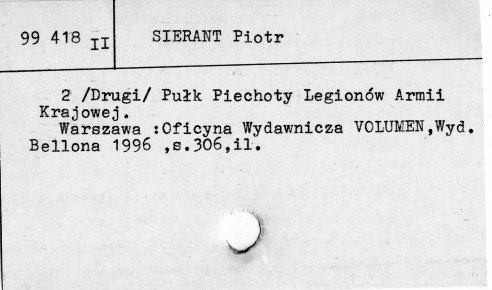 99 418 II SIERANT Piotr
2 /Drugi/ Pułk Piechoty Legionów Armii
Krajowej.
Warszawa :Oficyna Wydawnicza VOLUMEN,Wyd.
Bellona 1996 ,s.306,il.